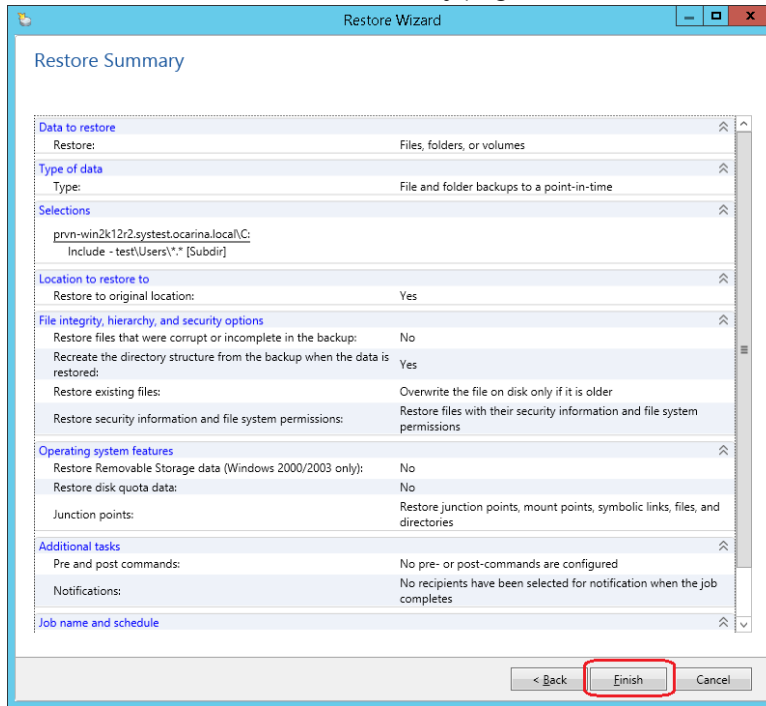 Restore Wizard
Restore Summary
Data to restore
Restore: Files, folders, or volumes
Type of data
Type: File and folder backups to a point-in-time
Selections
prvn-win2k12r2.systest.ocarina.local\C:
Include - test\Users\*.* [Subdir]
Location to restore to
Restore to original location: Yes
File integrity, hierarchy, and security options
Restore files that were corrupt or incomplete in the backup: No
Recreate the directory structure from the backup when the data is
restored: Yes
Restore existing files: Overwrite the file on disk only if it is older
Restore security information and file system permissions: Restore files with their security information and file system
permissions
Operating system features
Restore Removable Storage data (Windows 2000/2003 only): No
Restore disk quota data: No
Junction points: Restore junction points, mount points, symbolic links, files, and
directories
Additional tasks
Pre and post commands: No pre- or post-commands are configured
Notifications: No recipients have been selected for notification when the job
completes
Job name and schedule
< Back Finish Cancel